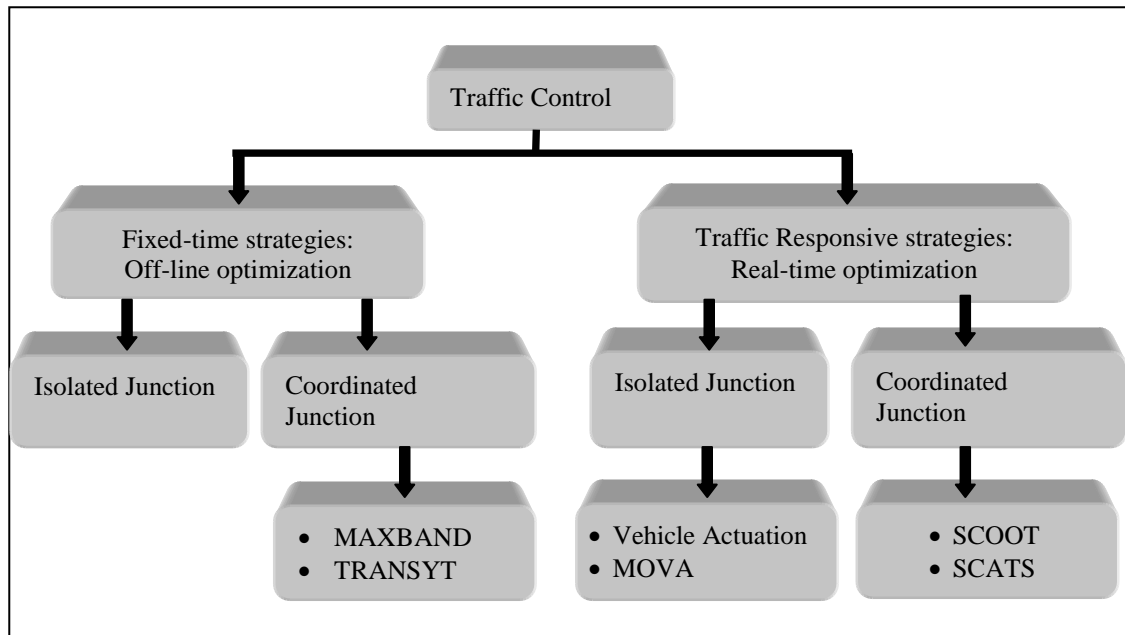 Traffic Control
Fixed-time strategies:
Off-line optimization
Traffic Responsive strategies:
Real-time optimization
Isolated Junction
Coordinated
Junction
Isolated Junction
Coordinated
Junction
• MAXBAND
• TRANSYT
• Vehicle Actuation
• MOVA
• SCOOT
• SCATS